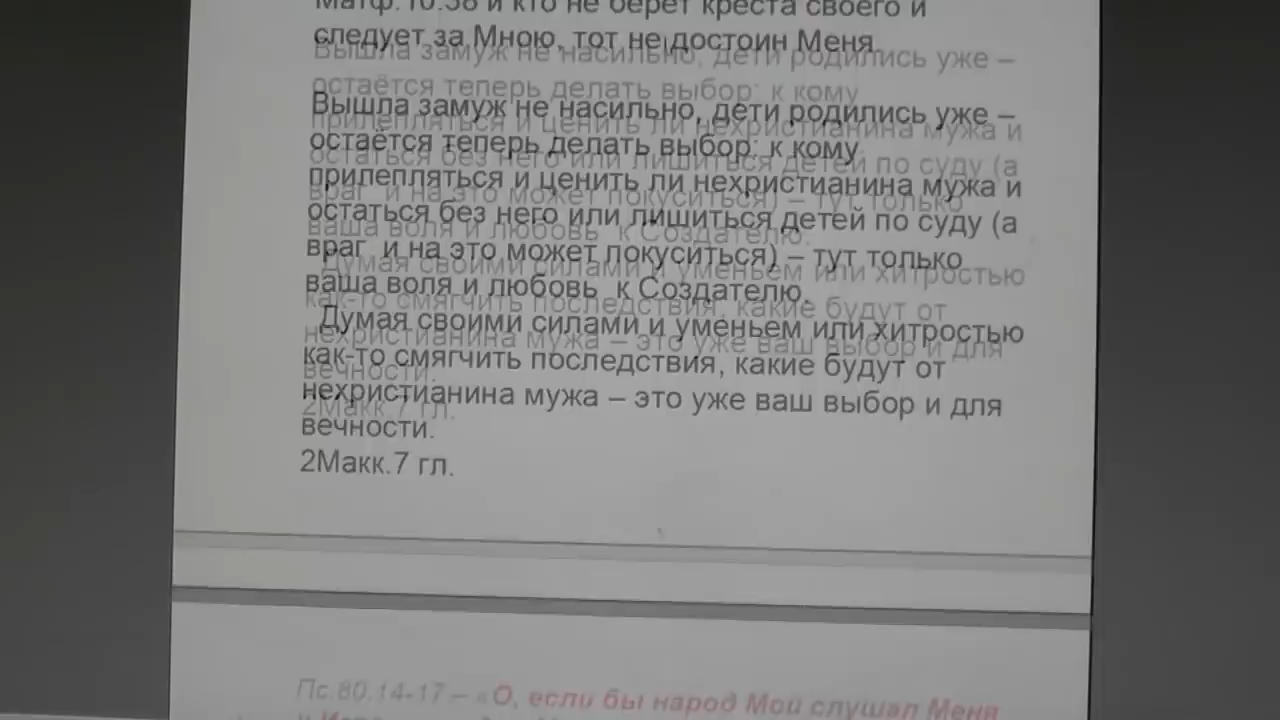 Матф.10.38 и кто не берёт креста своего и
следует за Мною, тот не достоин Меня.
Вышла замуж не насильно, дети родились уже –
остаётся теперь делать выбор: к кому
прилепляться и ценить ли нехристианина мужа и
остаться без него или лишиться детей по суду (а
враг и на это может покуситься) – тут только
ваша воля и любовь к Создателю.
Думая своими силами и уменьем или хитростью
как-то смягчить последствия, какие будут от
нехристианина мужа – это уже ваш выбор и для
вечности.
2Макк.7 гл.
Пс.80.14-17 – «О, если бы народ Мой слушал Меня